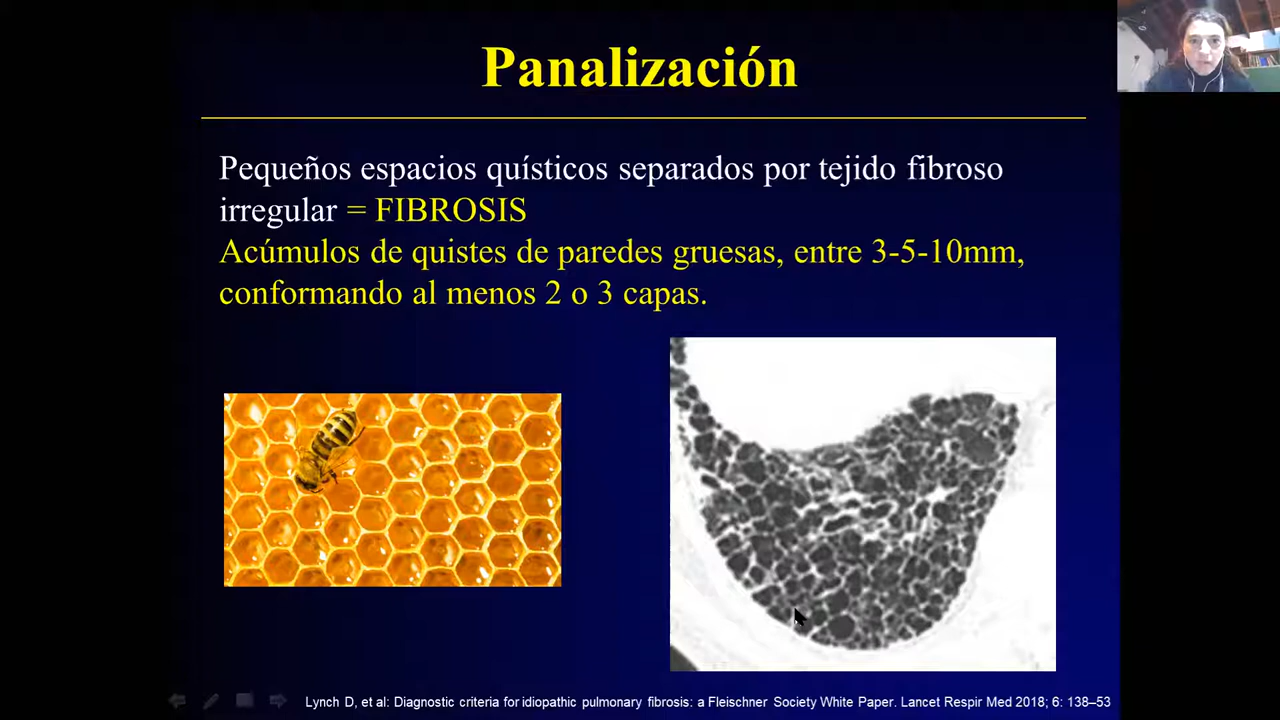 Panalización
Pequeños espacios quísticos separados por tejido fibroso
irregular = FIBROSIS
Acúmulos de quistes de paredes gruesas, entre 3-5-10mm,
conformando al menos 2 o 3 capas.
Lynch D, et al: Diagnostic criteria for idiopathic pulmonary fibrosis: a Fleischner Society White Paper. Lancet Respir Med 2018; 6: 138–53